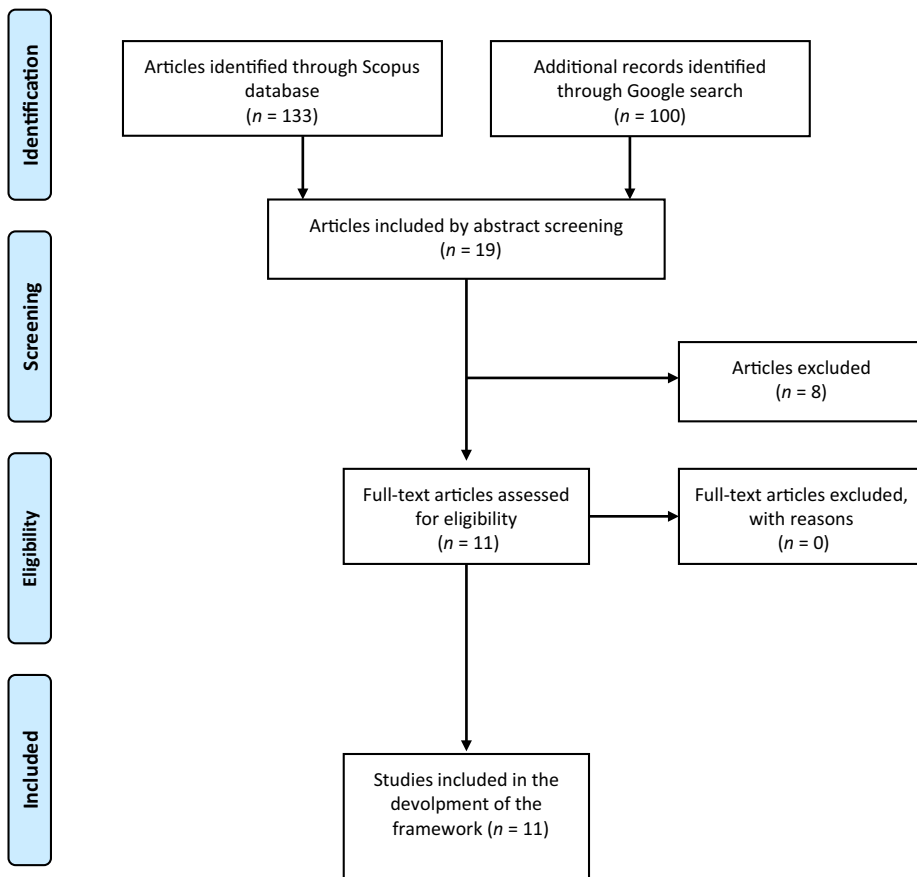 Identification
Articles identified through Scopus
database
(n = 133)
Additional records identified
through Google search
(n = 100)
Screening
Articles included by abstract screening
(n = 19)
Articles excluded
(n = 8)
Eligibility
Full-text articles assessed
for eligibility
(n = 11)
Full-text articles excluded,
with reasons
(n = 0)
Included
Studies included in the
devolpment of the
framework (n = 11)